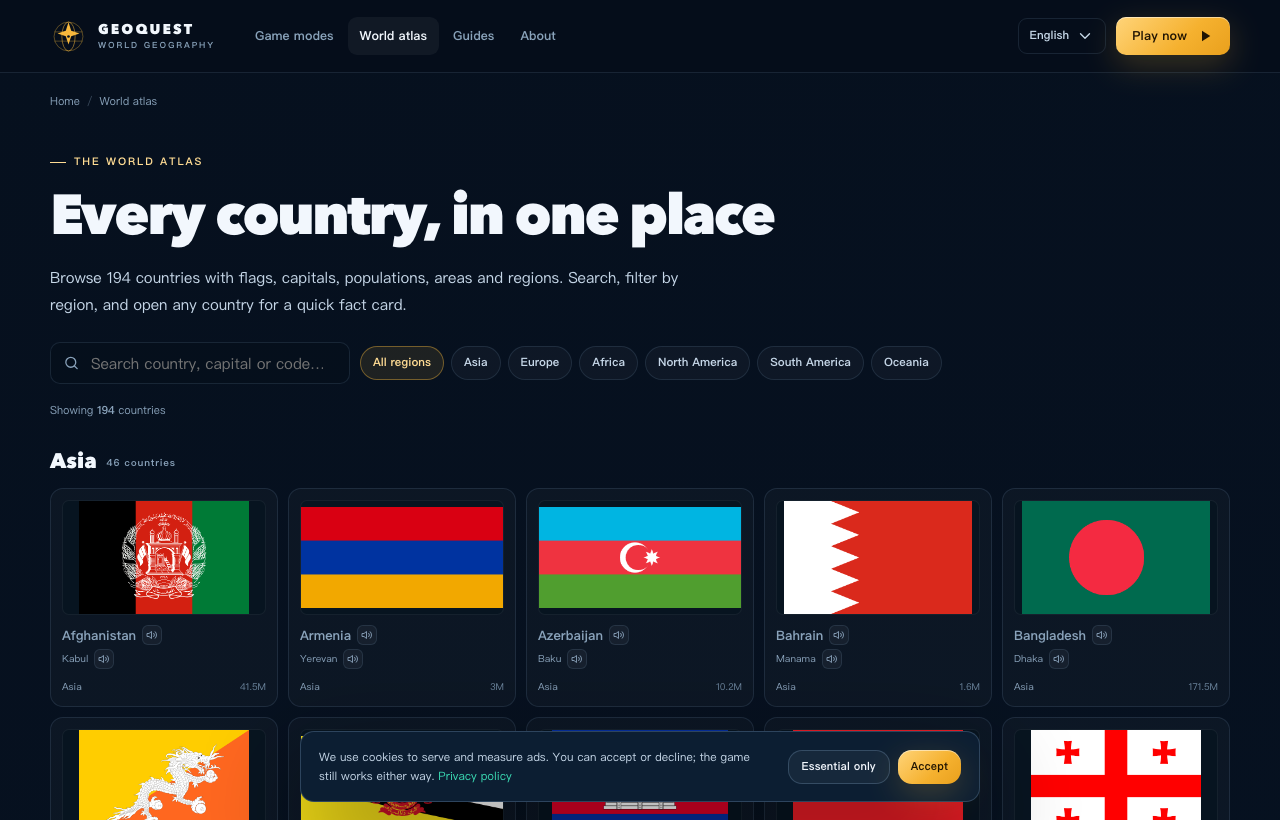 GEOQUEST
WORLD GEOGRAPHY
Game modes
World atlas
Guides
About
English
Play now
Home / World atlas
THE WORLD ATLAS
Every country, in one place
Browse 194 countries with flags, capitals, populations, areas and regions. Search, filter by
region, and open any country for a quick fact card.
Search country, capital or code...
All regions
Asia
Europe
Africa
North America
South America
Oceania
Showing 194 countries
Asia 46 countries
Afghanistan
Kabul
Asia 41.5M
Armenia
Yerevan
Asia 3M
Azerbaijan
Baku
Asia 10.2M
Bahrain
Manama
Asia 1.6M
Bangladesh
Dhaka
Asia 171.5M
We use cookies to serve and measure ads. You can accept or decline; the game
still works either way. Privacy policy
Essential only
Accept